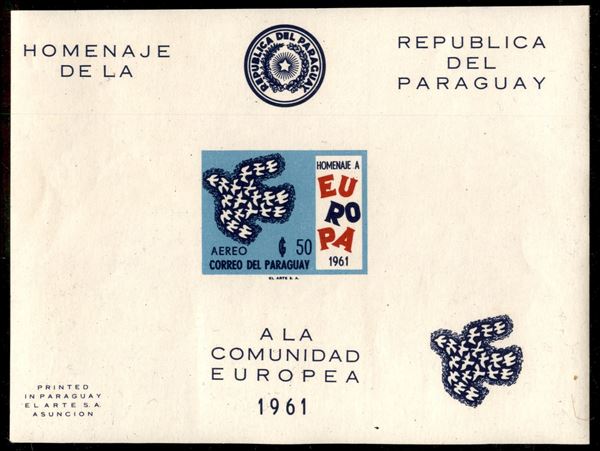 HOMENAJE
DE LA
REPUBLICA DEL PARAGUAY
REPUBLICA
DEL
PARAGUAY
HOMENAJE A
EU
RO
PA
1961
AEREO ₲ 50
CORREO DEL PARAGUAY
EL ARTE S. A.
A LA
COMUNIDAD
EUROPEA
1961
PRINTED
IN PARAGUAY
EL ARTE S.A.
ASUNCION